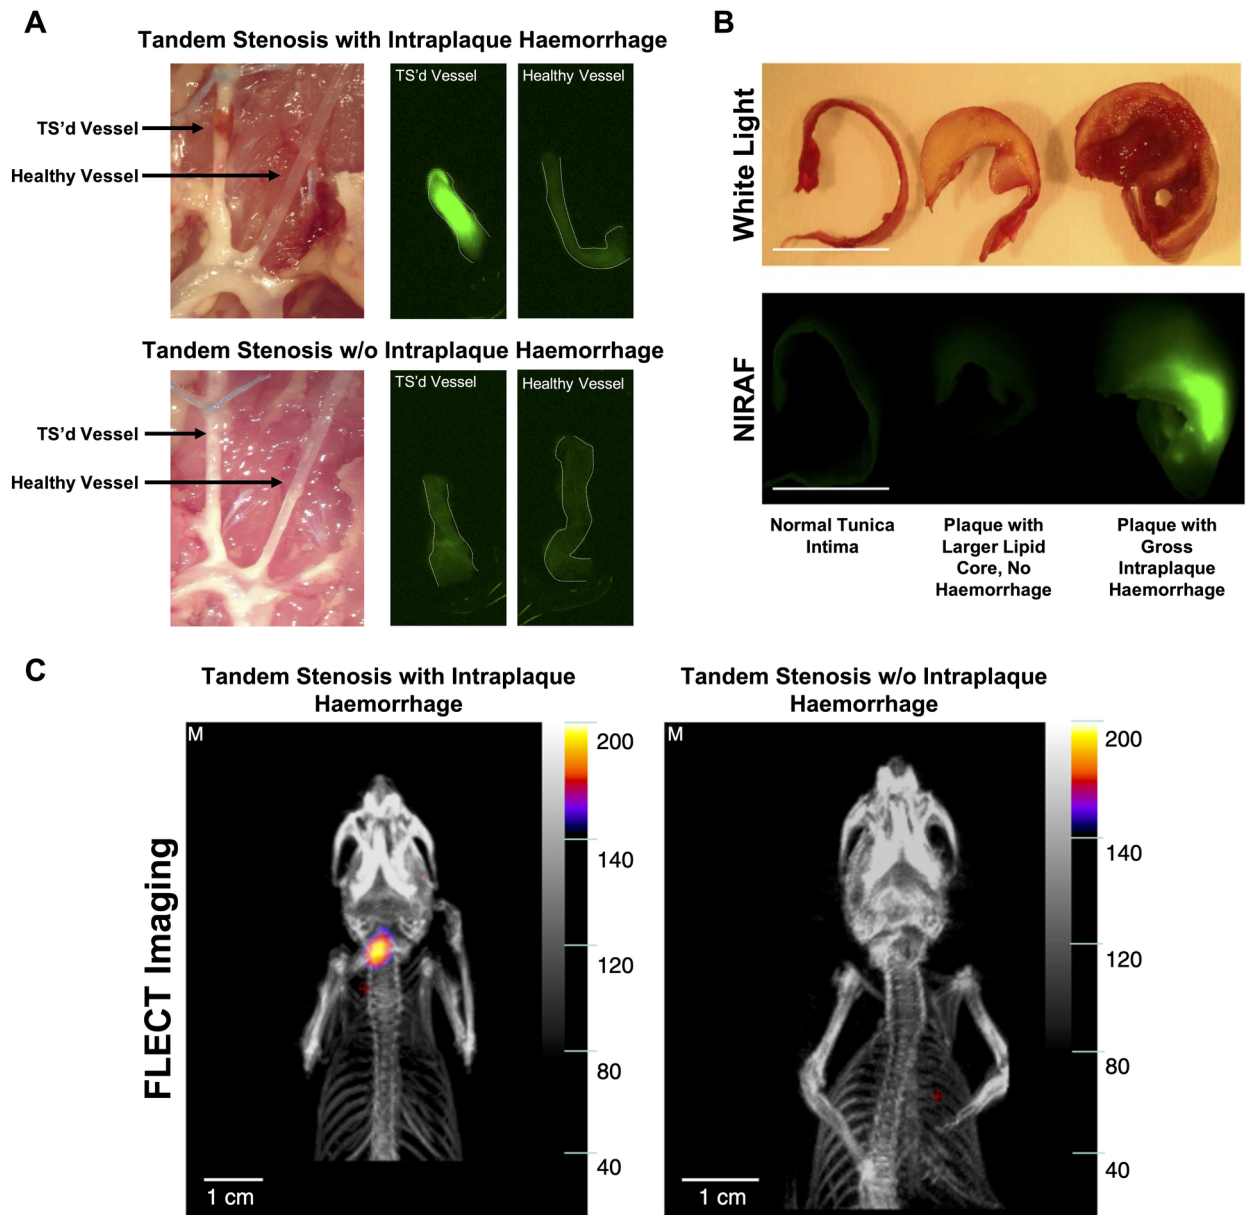 A
Tandem Stenosis with Intraplaque Haemorrhage
TS'd Vessel
Healthy Vessel
TS'd Vessel
Healthy Vessel
Tandem Stenosis w/o Intraplaque Haemorrhage
TS'd Vessel
Healthy Vessel
TS'd Vessel
Healthy Vessel
B
White Light
NIRAF
Normal Tunica
Intima
Plaque with
Larger Lipid
Core, No
Haemorrhage
Plaque with
Gross
Intraplaque
Haemorrhage
C
FLECT Imaging
Tandem Stenosis with Intraplaque
Haemorrhage
M
200
140
120
80
40
1 cm
Tandem Stenosis w/o Intraplaque
Haemorrhage
M
200
140
120
80
40
1 cm